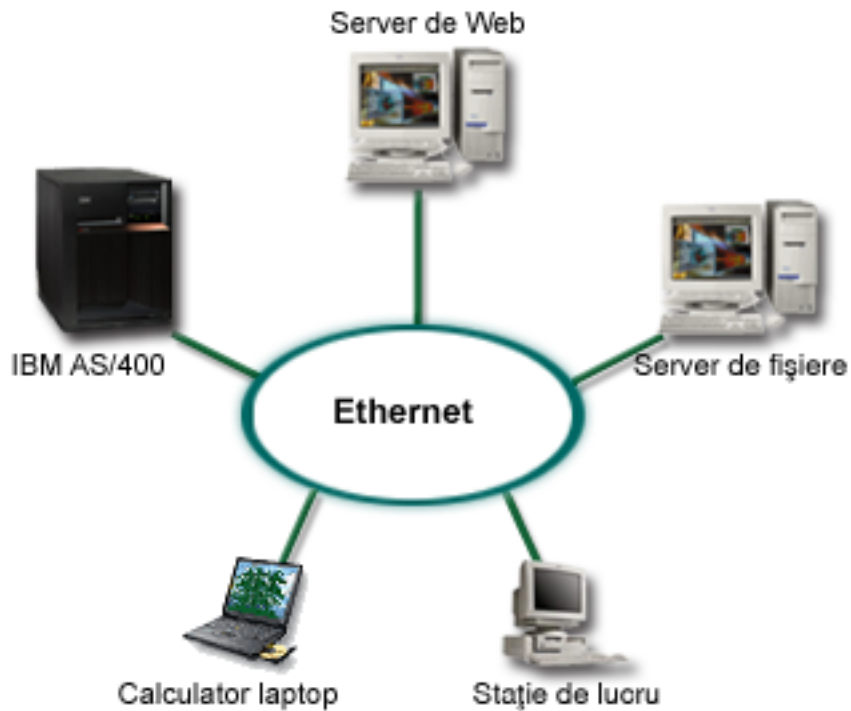 Server de Web
IBM AS/400
Server de fişiere
Ethernet
Calculator laptop
Staţie de lucru